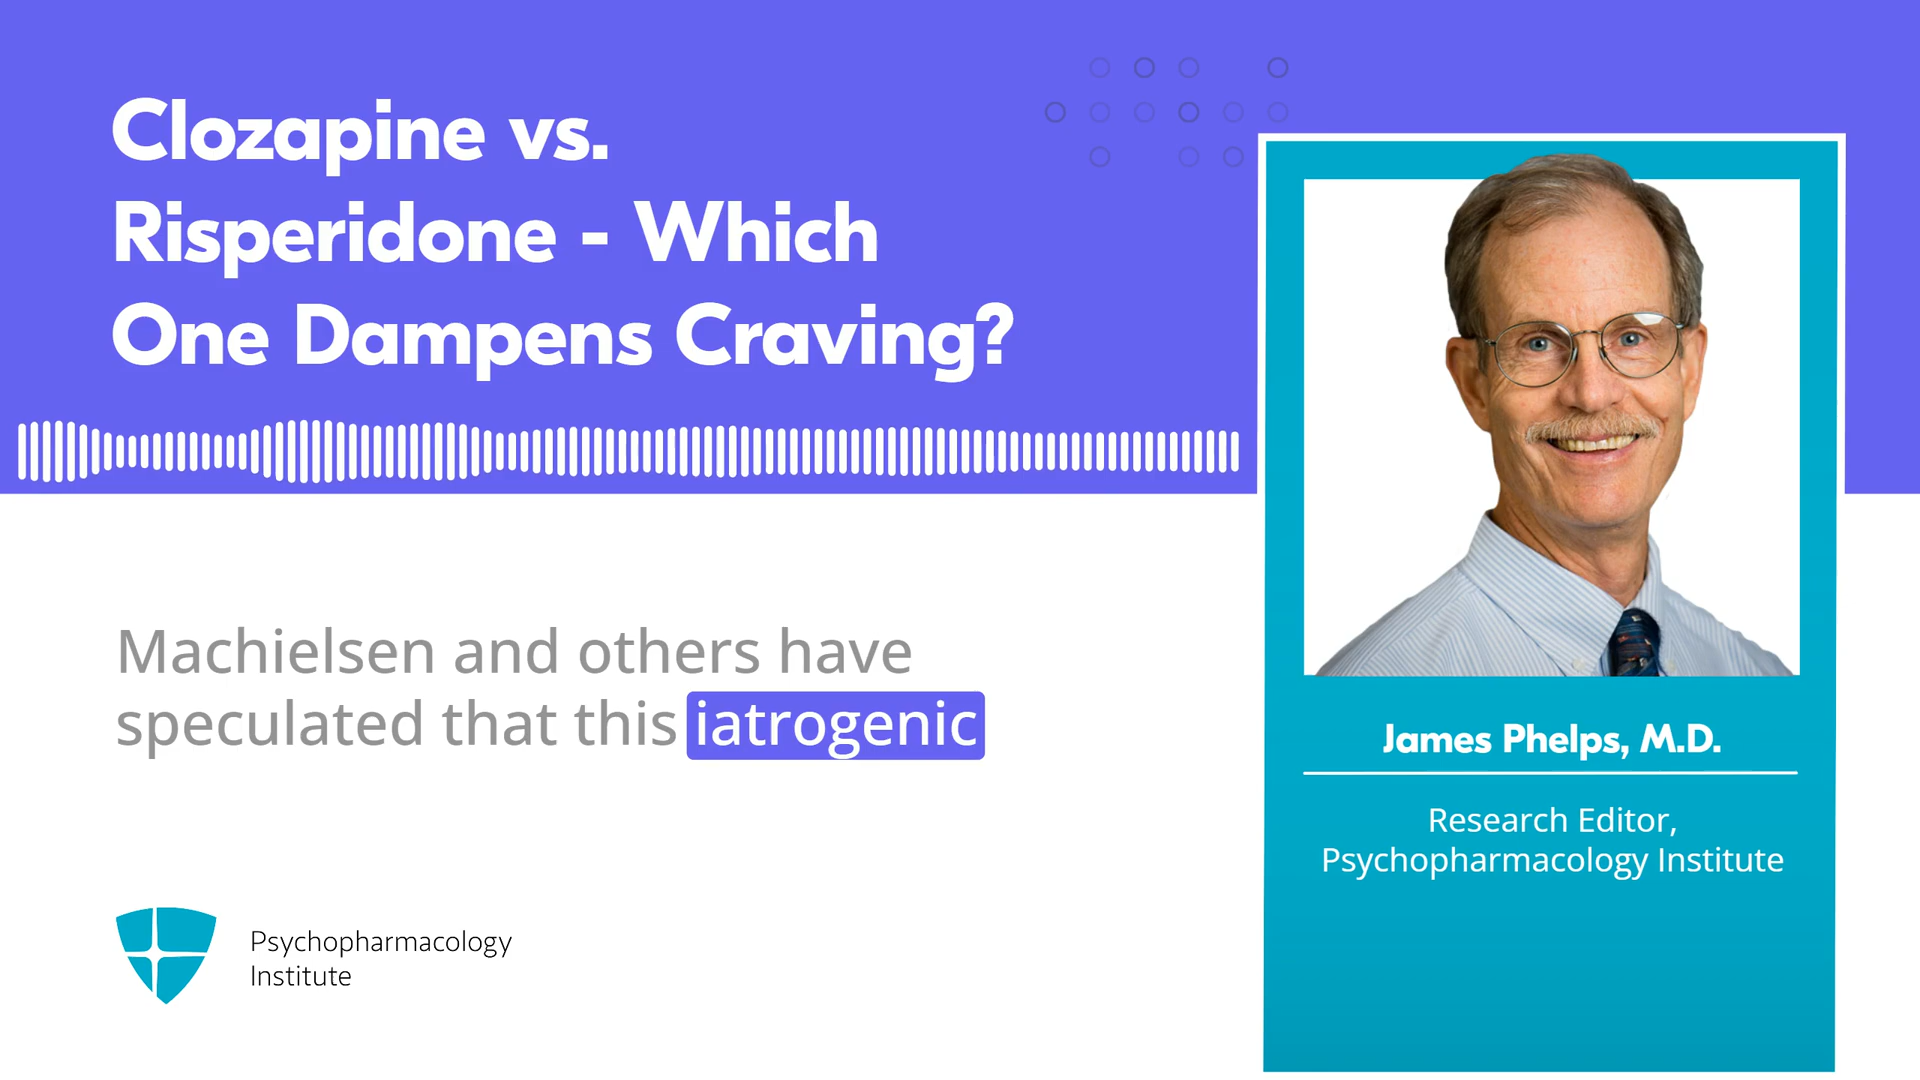 Clozapine vs.
Risperidone - Which
One Dampens Craving?
Machielsen and others have
speculated that this iatrogenic
Psychopharmacology
Institute
James Phelps, M.D.
Research Editor,
Psychopharmacology Institute